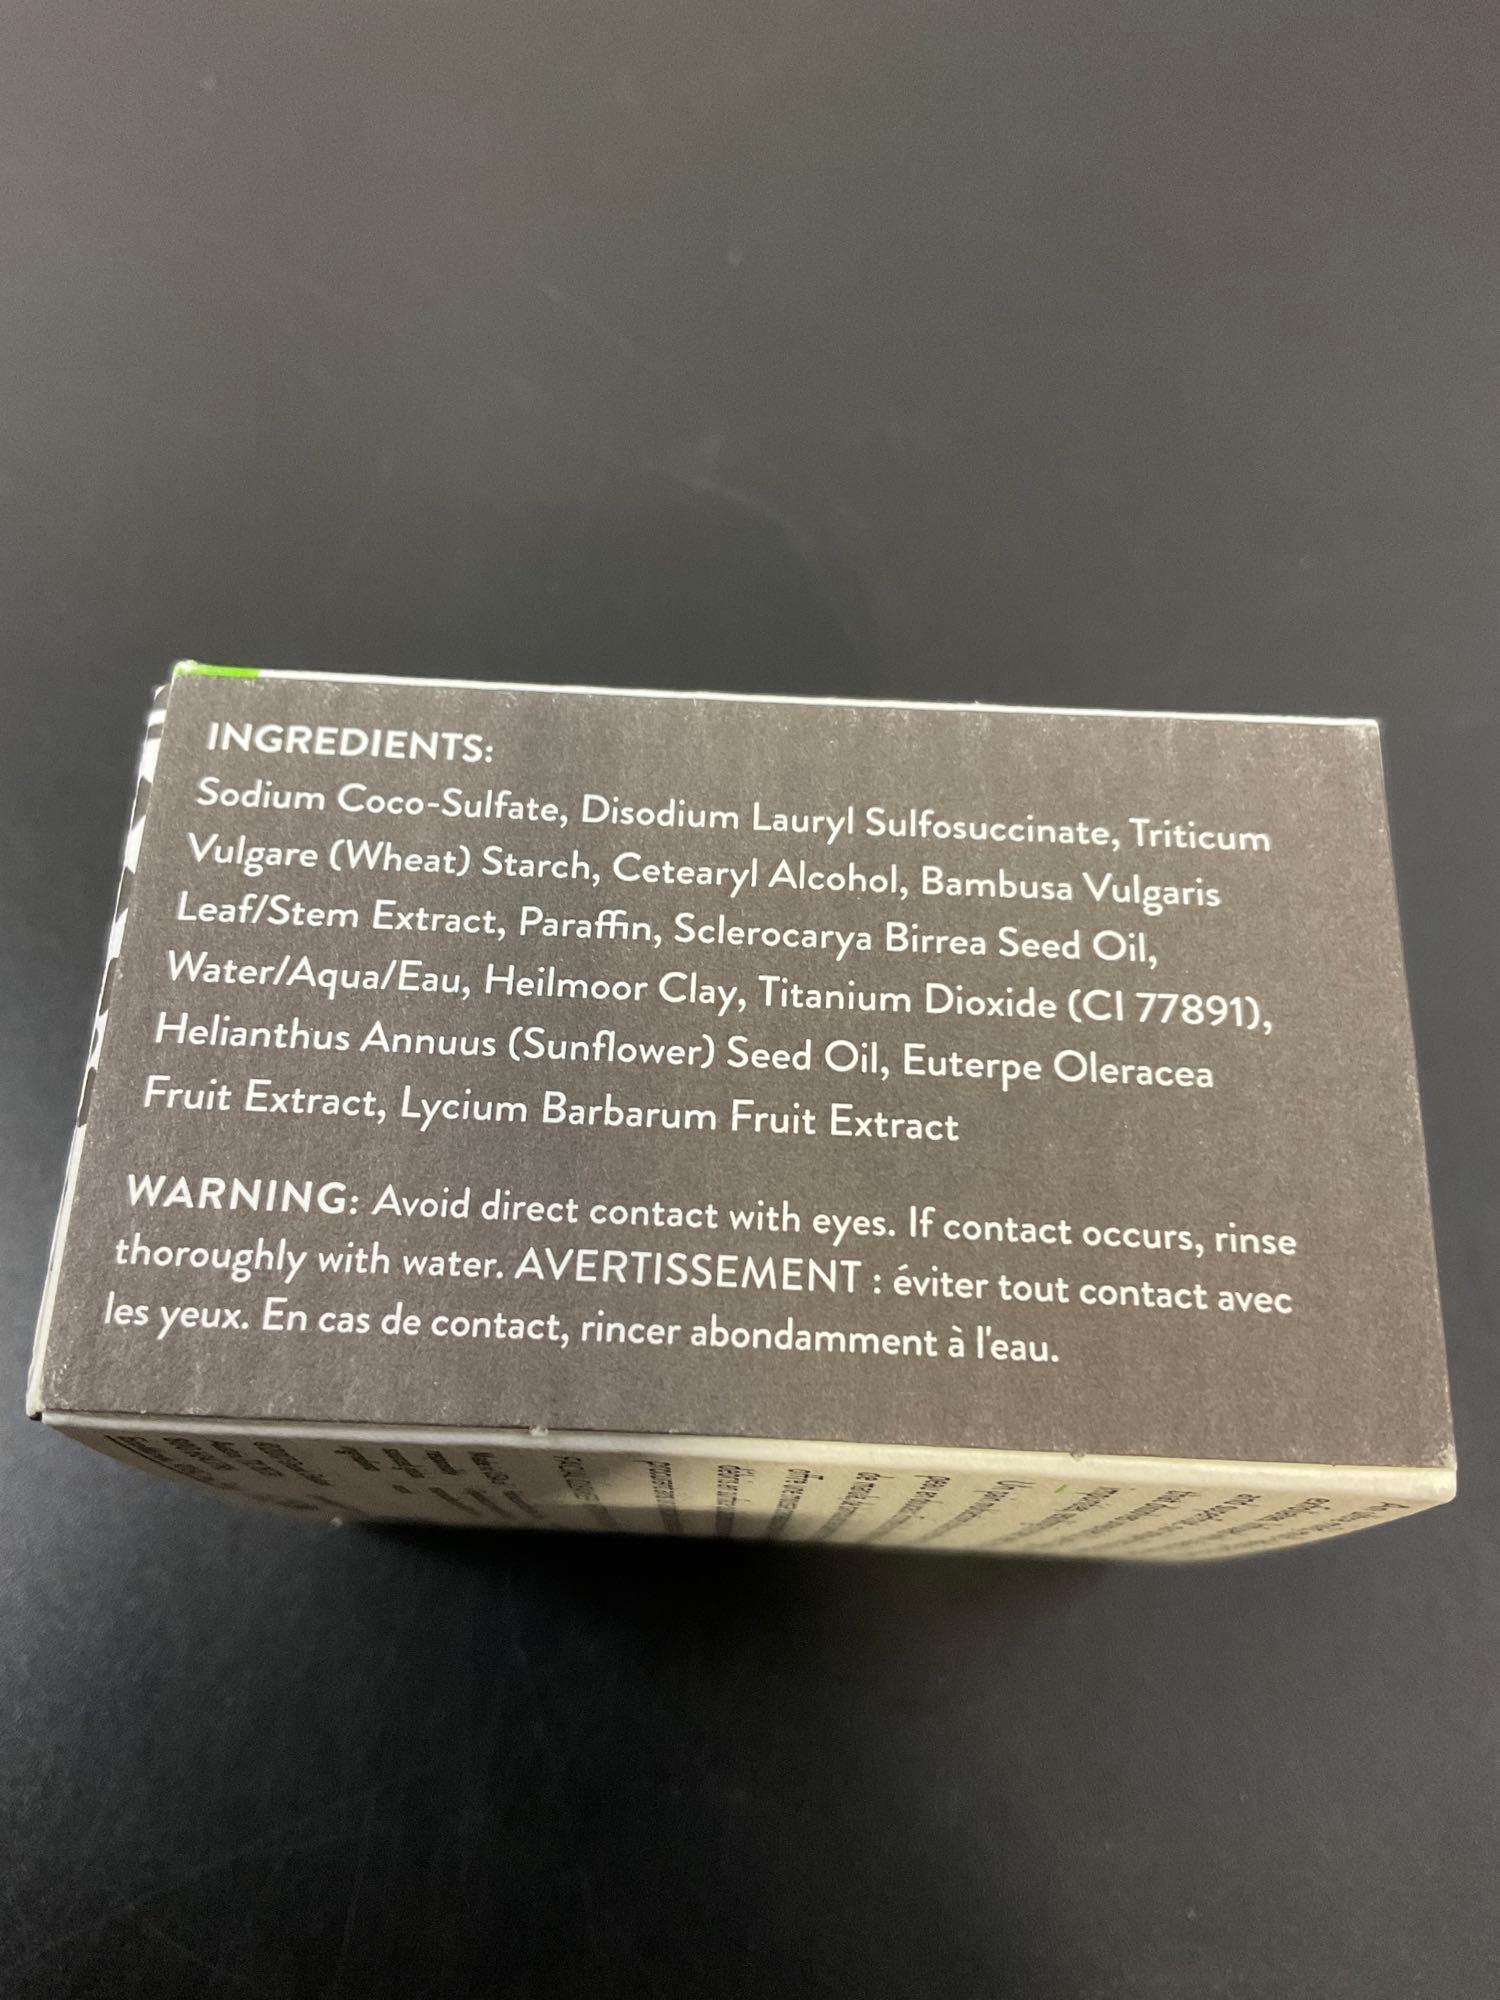 INGREDIENTS:
Sodium Coco-Sulfate, Disodium Lauryl Sulfosuccinate, Triticum
Vulgare (Wheat) Starch, Cetearyl Alcohol, Bambusa Vulgaris
Leaf/Stem Extract, Paraffin, Sclerocarya Birrea Seed Oil,
Water/Aqua/Eau, Heilmoor Clay, Titanium Dioxide (CI 77891),
Helianthus Annuus (Sunflower) Seed Oil, Euterpe Oleracea
Fruit Extract, Lycium Barbarum Fruit Extract
WARNING: Avoid direct contact with eyes. If contact occurs, rinse
thoroughly with water. AVERTISSEMENT : éviter tout contact avec
les yeux. En cas de contact, rincer abondamment à l'eau.